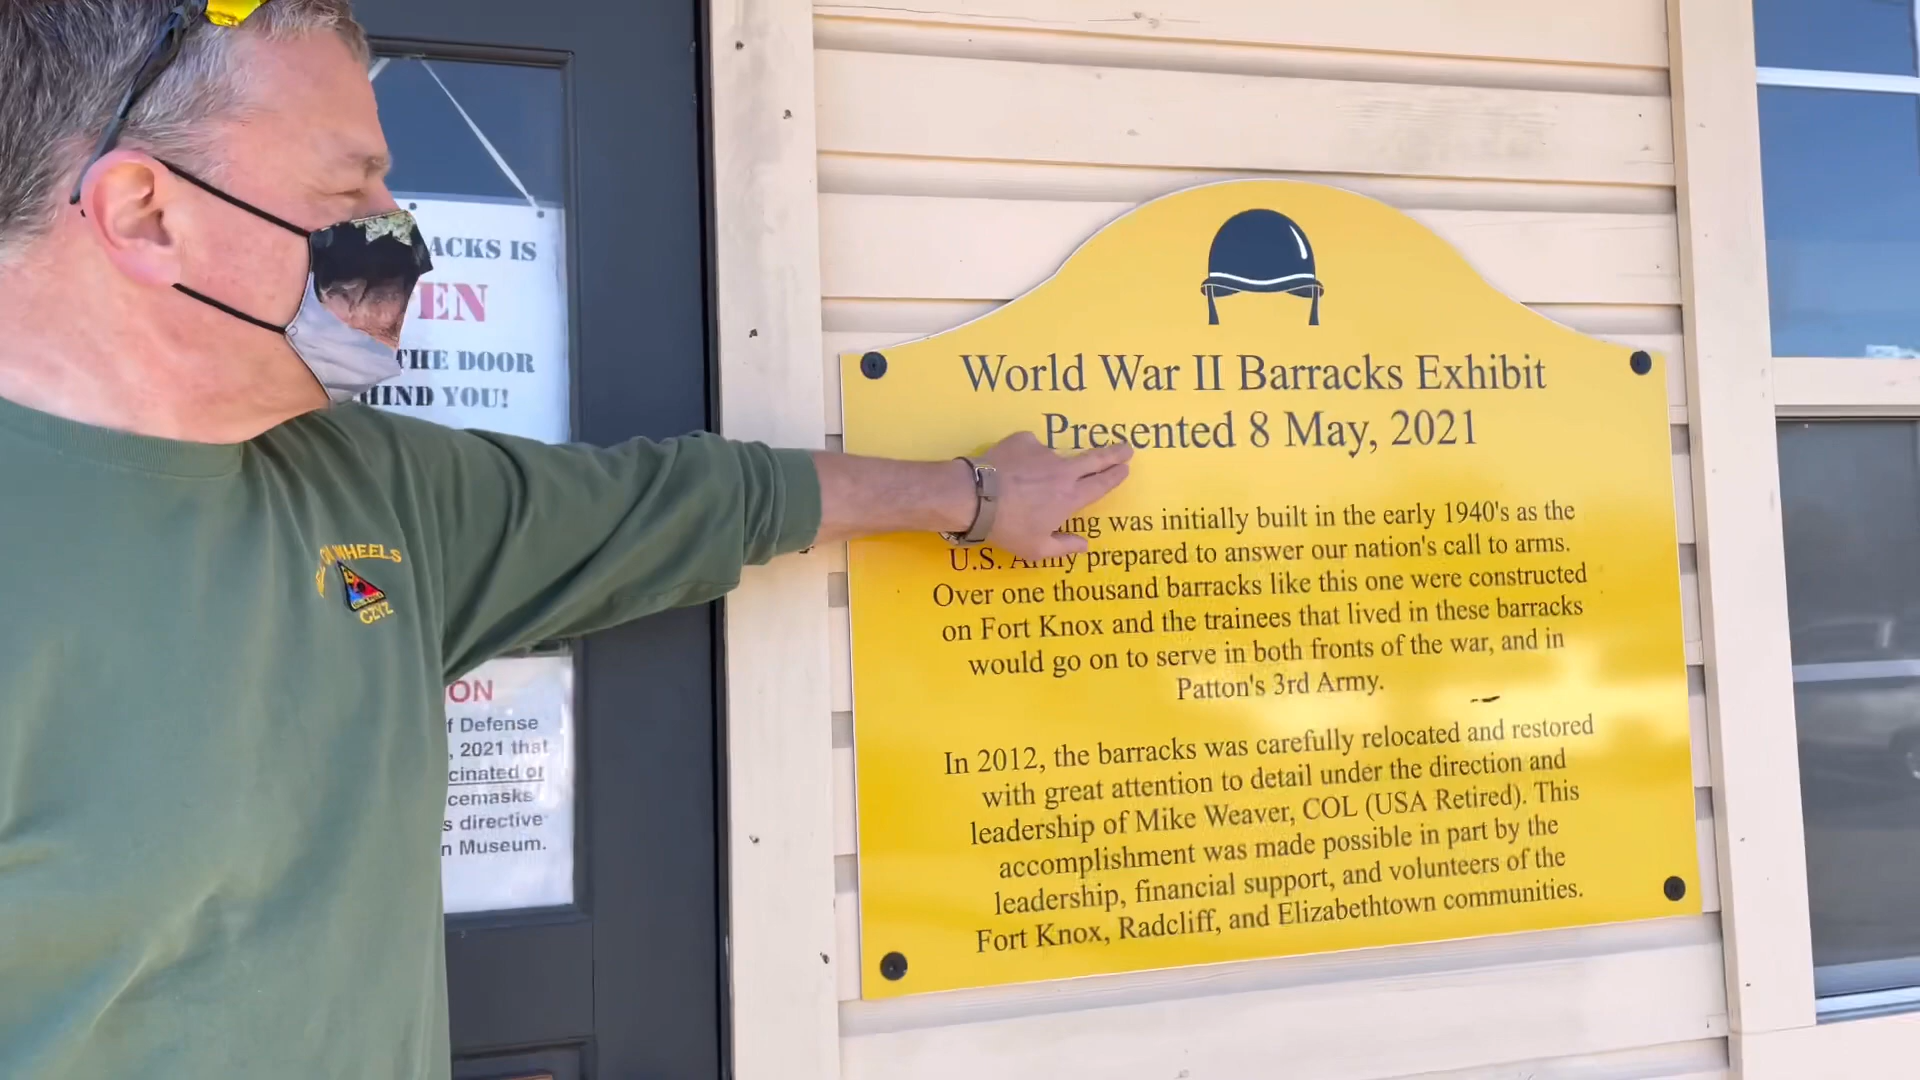 ACKS IS
EN
THE DOOR
HIND YOU!
WHEELS
ON
f Defense
, 2021 that
cinated or
cemasks
s directive
n Museum.
World War II Barracks Exhibit
Presented 8 May, 2021
was initially built in the early 1940's as the
U.S. Army prepared to answer our nation's call to arms.
Over one thousand barracks like this one were constructed
on Fort Knox and the trainees that lived in these barracks
would go on to serve in both fronts of the war, and in
Patton's 3rd Army.
In 2012, the barracks was carefully relocated and restored
with great attention to detail under the direction and
leadership of Mike Weaver, COL (USA Retired). This
accomplishment was made possible in part by the
leadership, financial support, and volunteers of the
Fort Knox, Radcliff, and Elizabethtown communities.